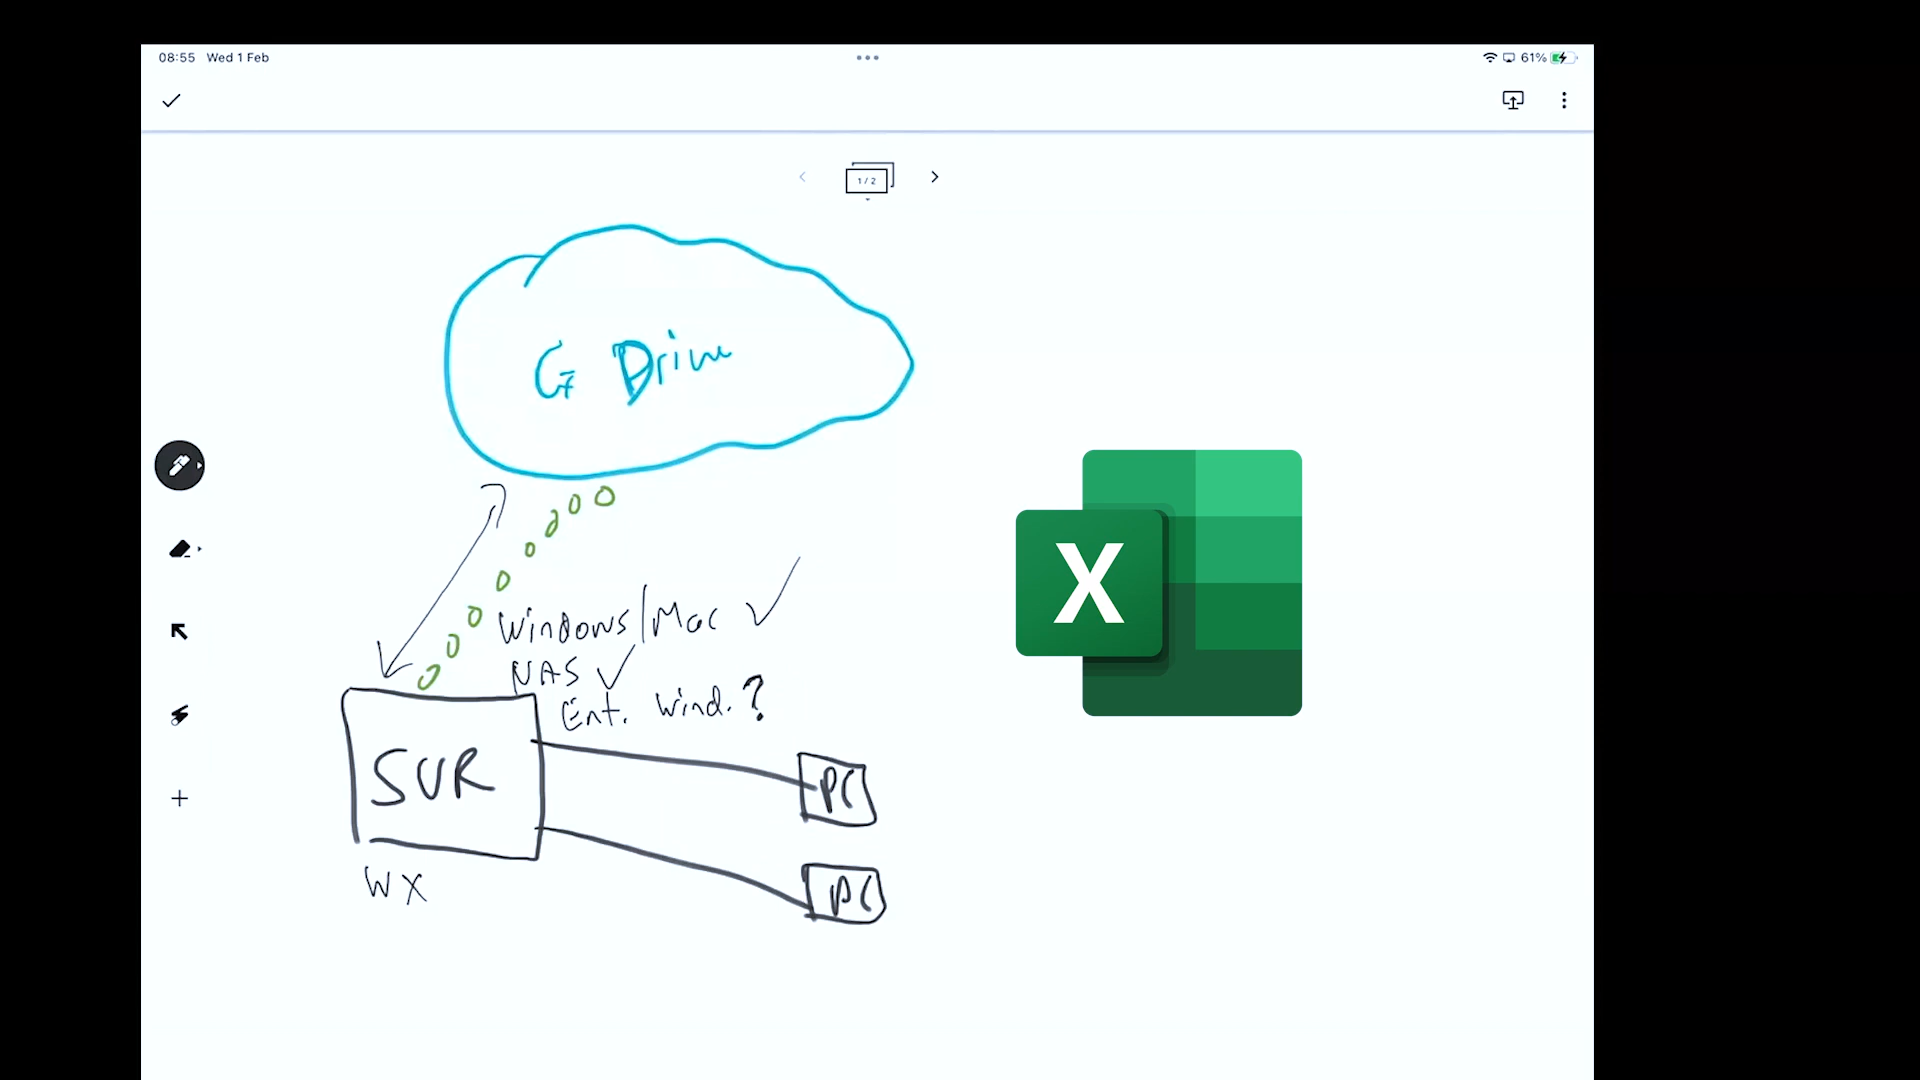 08:55 Wed 1 Feb
61%
1 / 2
G Drive
Windows/Mac ✓
NAS ✓
Ent. Wind.?
SVR
PC
PC
WX
X